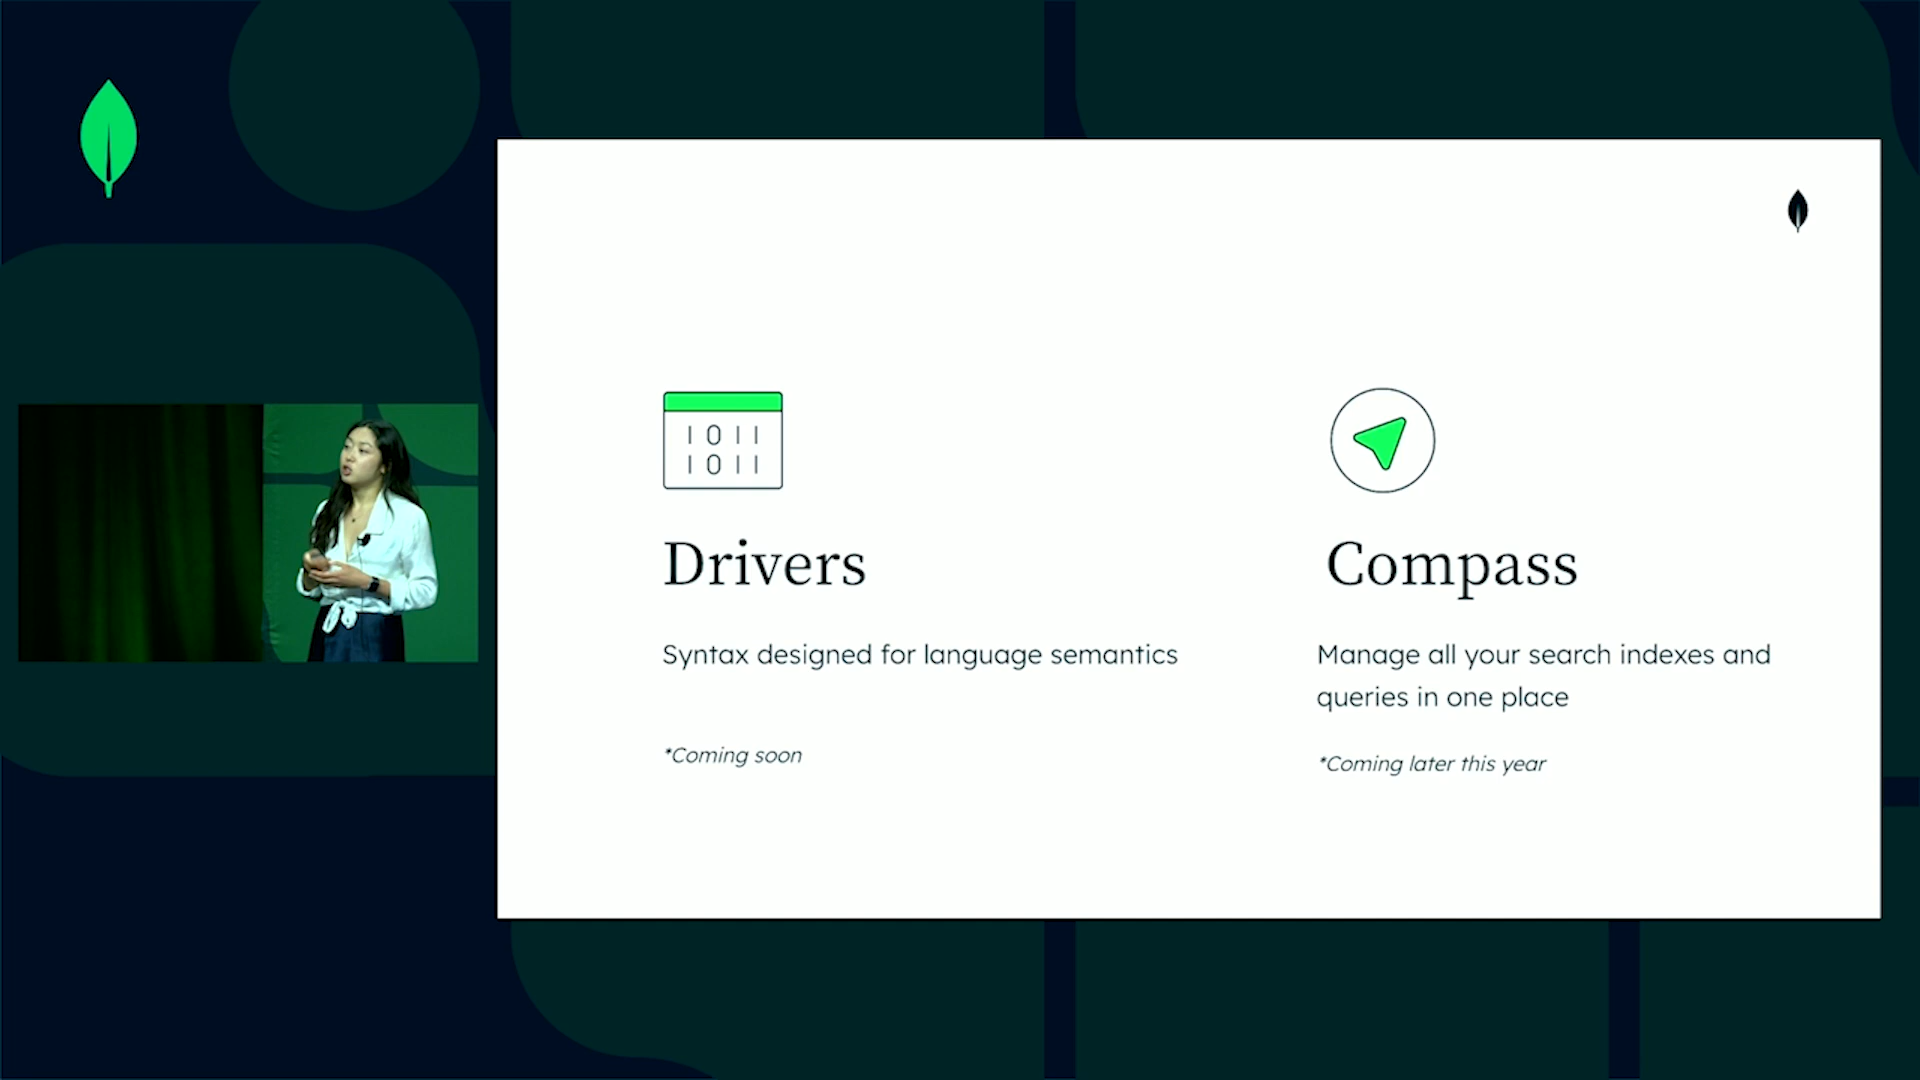 1011
1011
Drivers
Syntax designed for language semantics
*Coming soon
Compass
Manage all your search indexes and
queries in one place
*Coming later this year